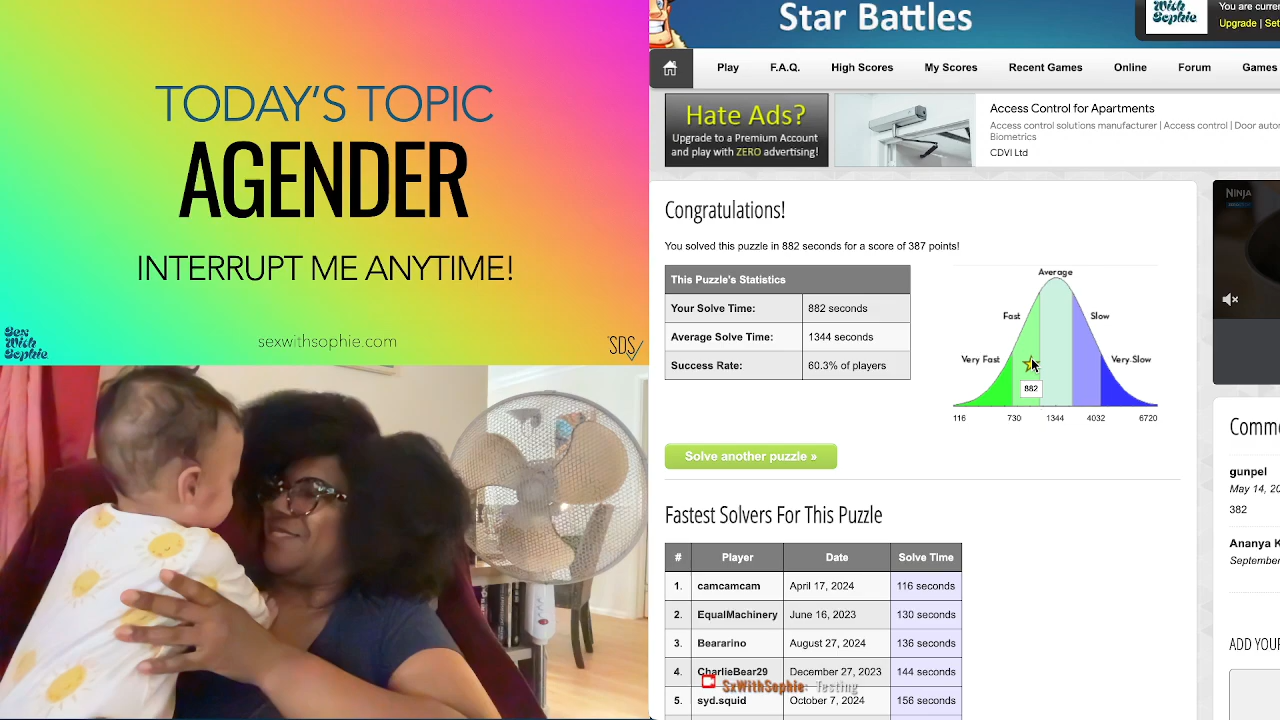 TODAY'S TOPIC
AGENDER
INTERRUPT ME ANYTIME!
Sex
With
Sophie
sexwithsophie.com
SDS
Star Battles
With
Sophie
You are curre
Upgrade | Set
Play
F.A.Q.
High Scores
My Scores
Recent Games
Online
Forum
Games
Hate Ads?
Upgrade to a Premium Account
and play with ZERO advertising!
Access Control for Apartments
Access control solutions manufacturer | Access control | Door auto
Biometrics
CDVI Ltd
NINJA
Congratulations!
You solved this puzzle in 882 seconds for a score of 387 points!
This Puzzle's Statistics
Your Solve Time: 882 seconds
Average Solve Time: 1344 seconds
Success Rate: 60.3% of players
Average
Fast
Slow
Very Fast
Very Slow
882
116 730 1344 4032 6720
Solve another puzzle »
Fastest Solvers For This Puzzle
# Player Date Solve Time
1. camcamcam April 17, 2024 116 seconds
2. EqualMachinery June 16, 2023 130 seconds
3. Beararino August 27, 2024 136 seconds
4. CharlieBear29 December 27, 2023 144 seconds
5. syd.squid October 7, 2024 156 seconds
SxWithSophie: Testing
Comme
gunpel
May 14, 20
382
Ananya K
September
ADD YOUR